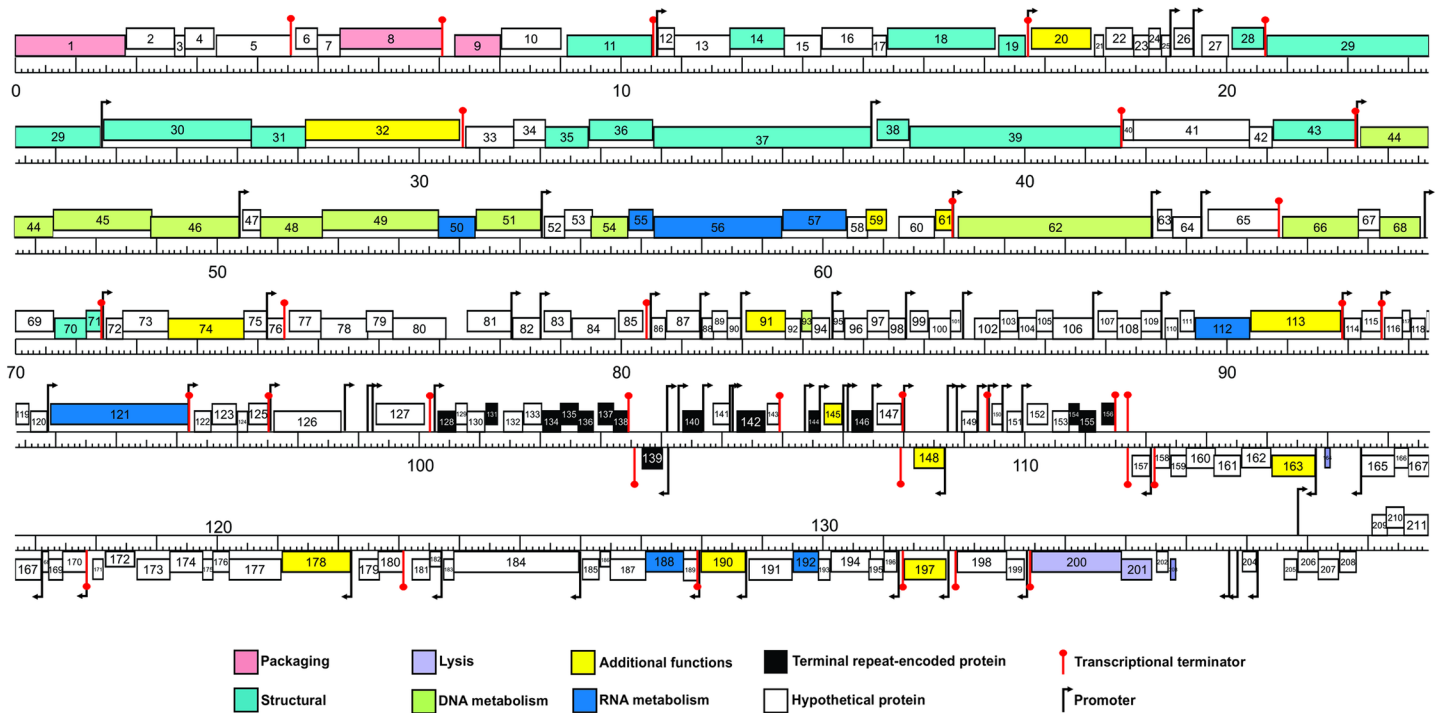 1 2 3 4 5 6 7 8 9 10 11 12 13 14 15 16 17 18 19 20 21 22 23 24 25 26 27 28 29
0 10 20
29 30 31 32 33 34 35 36 37 38 39 40 41 42 43 44
30 40
44 45 46 47 48 49 50 51 52 53 54 55 56 57 58 59 60 61 62 63 64 65 66 67 68
50 60
69 70 71 72 73 74 75 76 77 78 79 80 81 82 83 84 85 86 87 88 89 90 91 92 93 94 95 96 97 98 99 100 101 102 103 104 105 106 107 108 109 110 111 112 113 114 115 116 118
70 80 90
119 120 121 122 123 124 125 126 127 128 129 130 131 132 133 134 135 136 137 138 140 141 142 143 144 145 146 147 149 150 151 152 153 154 155 156
100 139 148 110 157 158 159 160 161 162 163 165 166 167
120 130 209 210 211
167 169 170 171 172 173 174 175 176 177 178 179 180 181 182 183 184 185 186 187 188 189 190 191 192 193 194 195 196 197 198 199 200 201 202 204 205 206 207 208
Packaging Lysis Additional functions Terminal repeat-encoded protein Transcriptional terminator
Structural DNA metabolism RNA metabolism Hypothetical protein Promoter